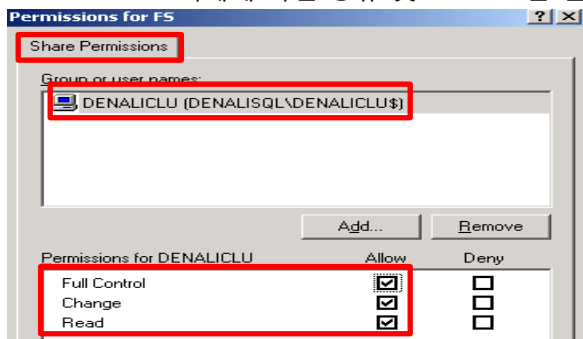 Permissions for FS
Share Permissions
Group or user names:
DENALICLU (DENALISQL\DENALICLU$)
Add... Remove
Permissions for DENALICLU Allow Deny
Full Control
Change
Read